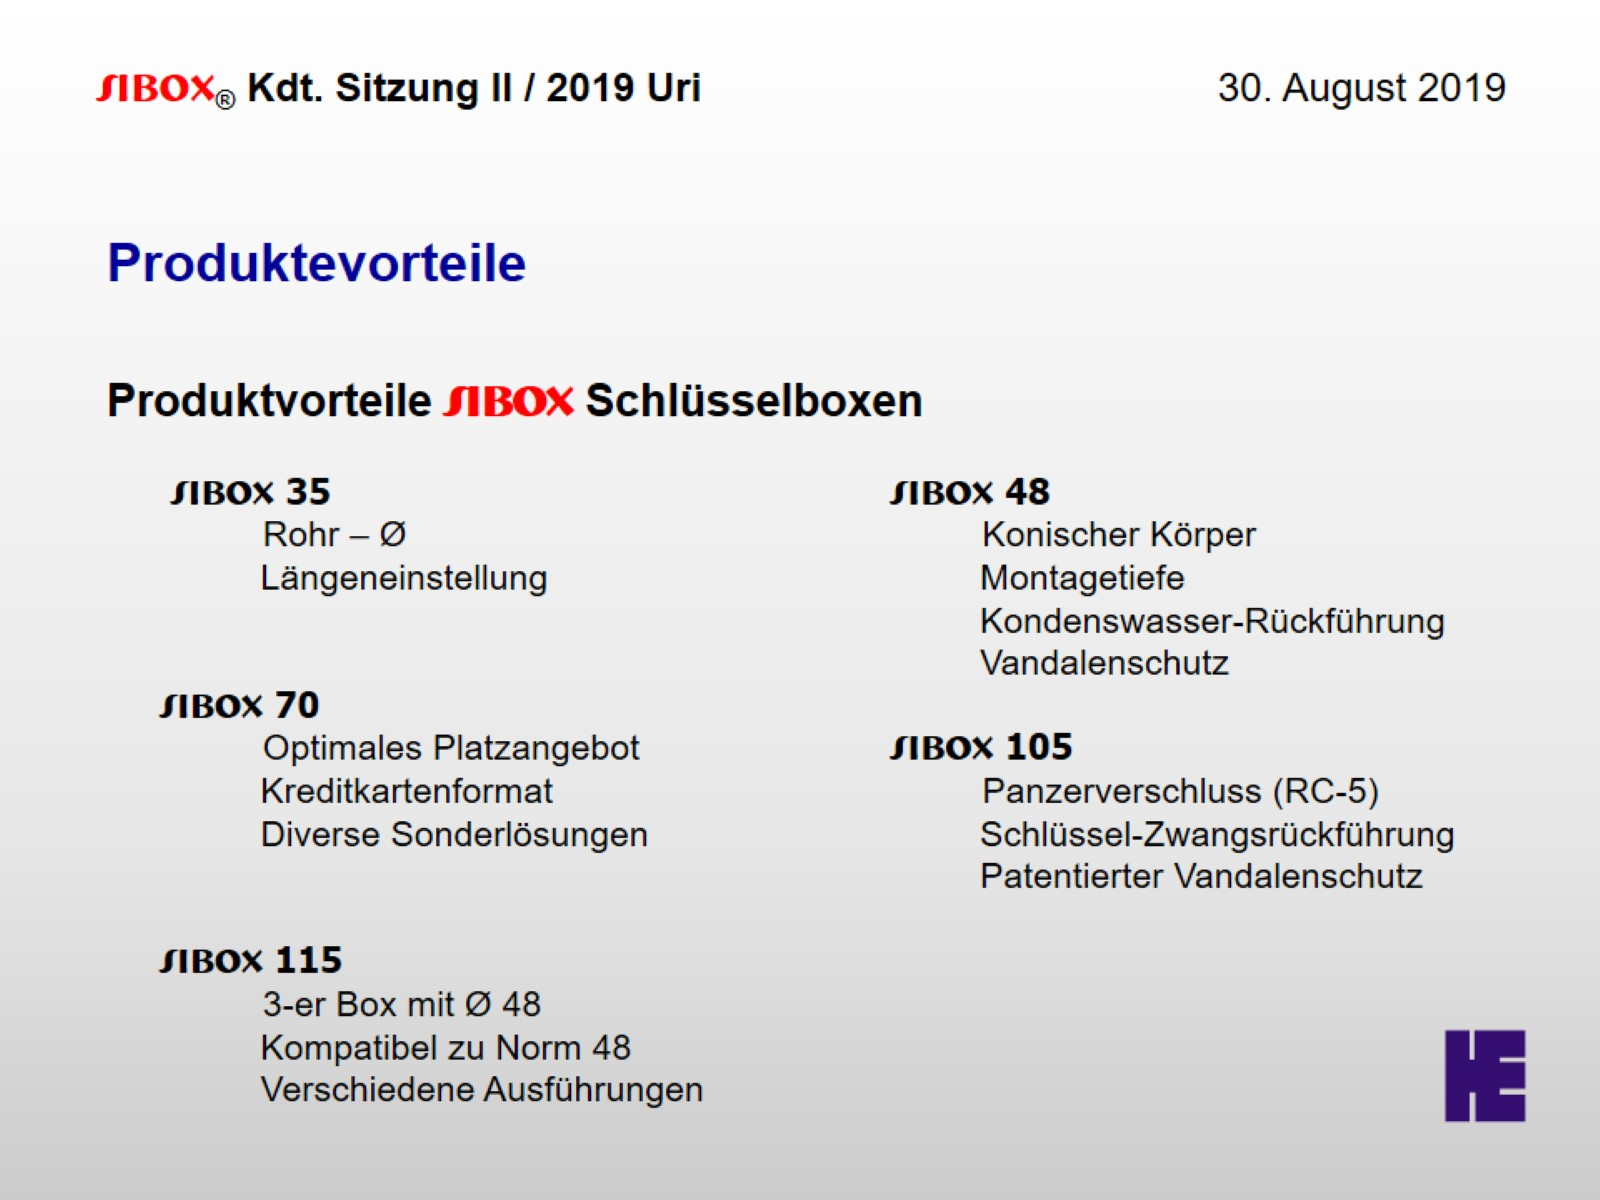 SIBOX® Kdt. Sitzung II / 2019 Uri
30. August 2019
Produktevorteile
Produktvorteile SIBOX Schlüsselboxen
SIBOX 35
Rohr – Ø
Längeneinstellung
SIBOX 70
Optimales Platzangebot
Kreditkartenformat
Diverse Sonderlösungen
SIBOX 115
3-er Box mit Ø 48
Kompatibel zu Norm 48
Verschiedene Ausführungen
SIBOX 48
Konischer Körper
Montagetiefe
Kondenswasser-Rückführung
Vandalenschutz
SIBOX 105
Panzerverschluss (RC-5)
Schlüssel-Zwangsrückführung
Patentierter Vandalenschutz
HE